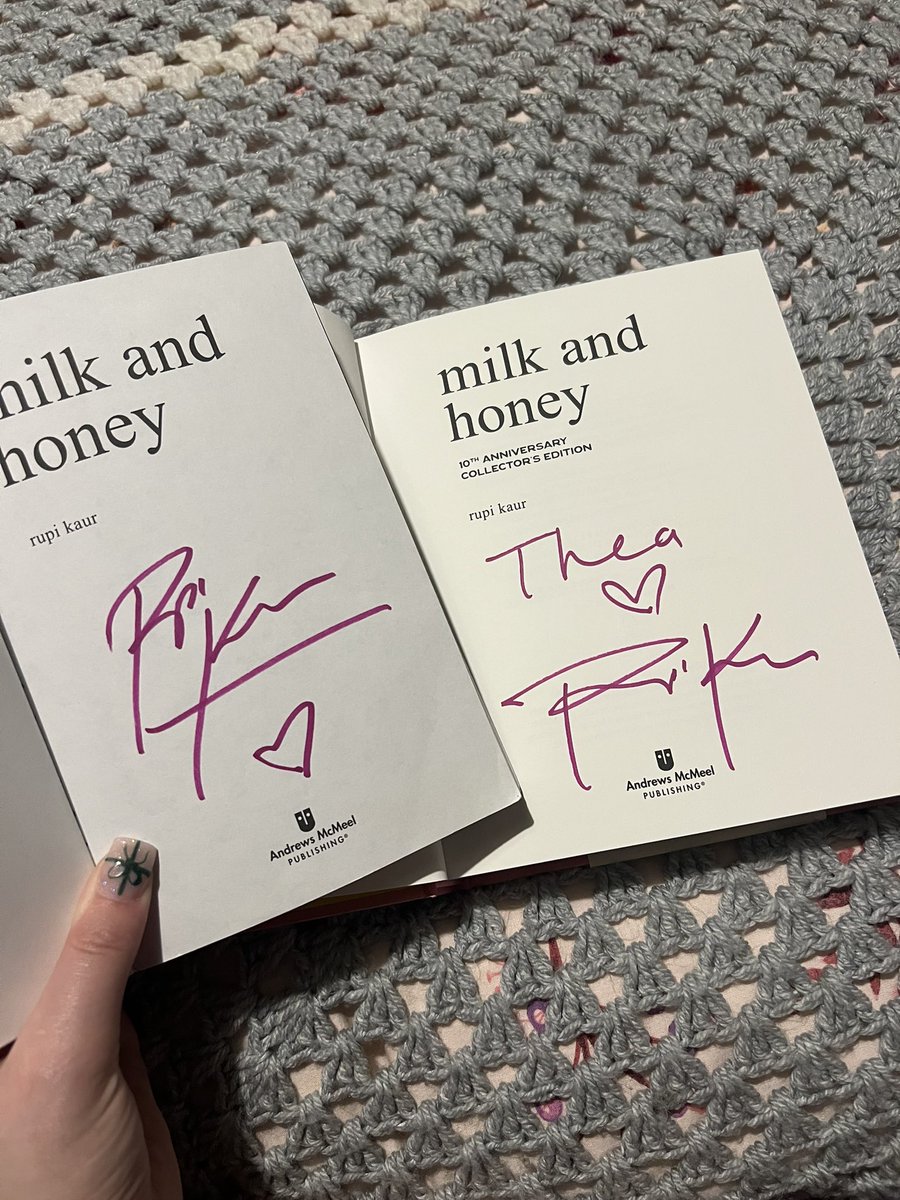 milk and
honey
rupi kaur
Andrews McMeel
PUBLISHING®
milk and
honey
10TH ANNIVERSARY
COLLECTOR'S EDITION
rupi kaur
Thea
Andrews McMeel
PUBLISHING®